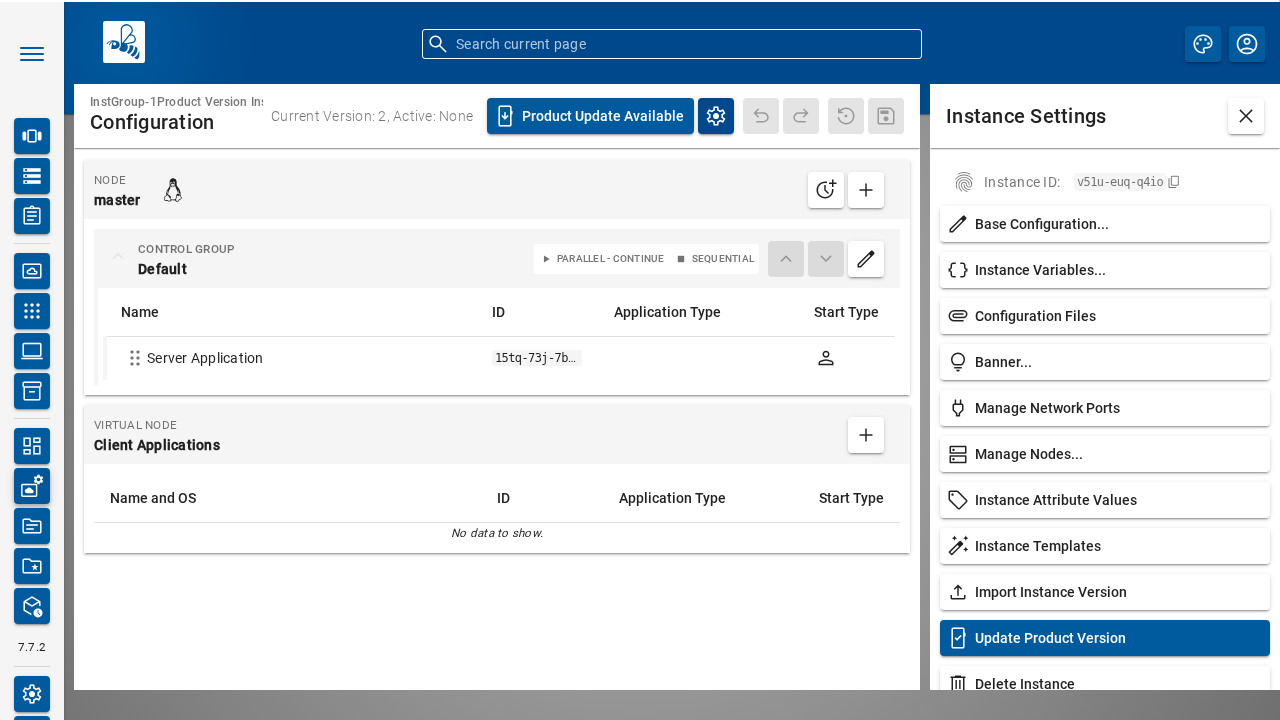 Search current page
InstGroup-1Product Version Ins
Configuration
Current Version: 2, Active: None
Product Update Available
NODE
master
CONTROL GROUP
Default
PARALLEL - CONTINUE
SEQUENTIAL
Name
ID
Application Type
Start Type
Server Application
15tq-73j-7b…
VIRTUAL NODE
Client Applications
Name and OS
ID
Application Type
Start Type
No data to show.
7.7.2
Instance Settings
Instance ID:
v51u-euq-q4io
Base Configuration...
Instance Variables...
Configuration Files
Banner...
Manage Network Ports
Manage Nodes...
Instance Attribute Values
Instance Templates
Import Instance Version
Update Product Version
Delete Instance